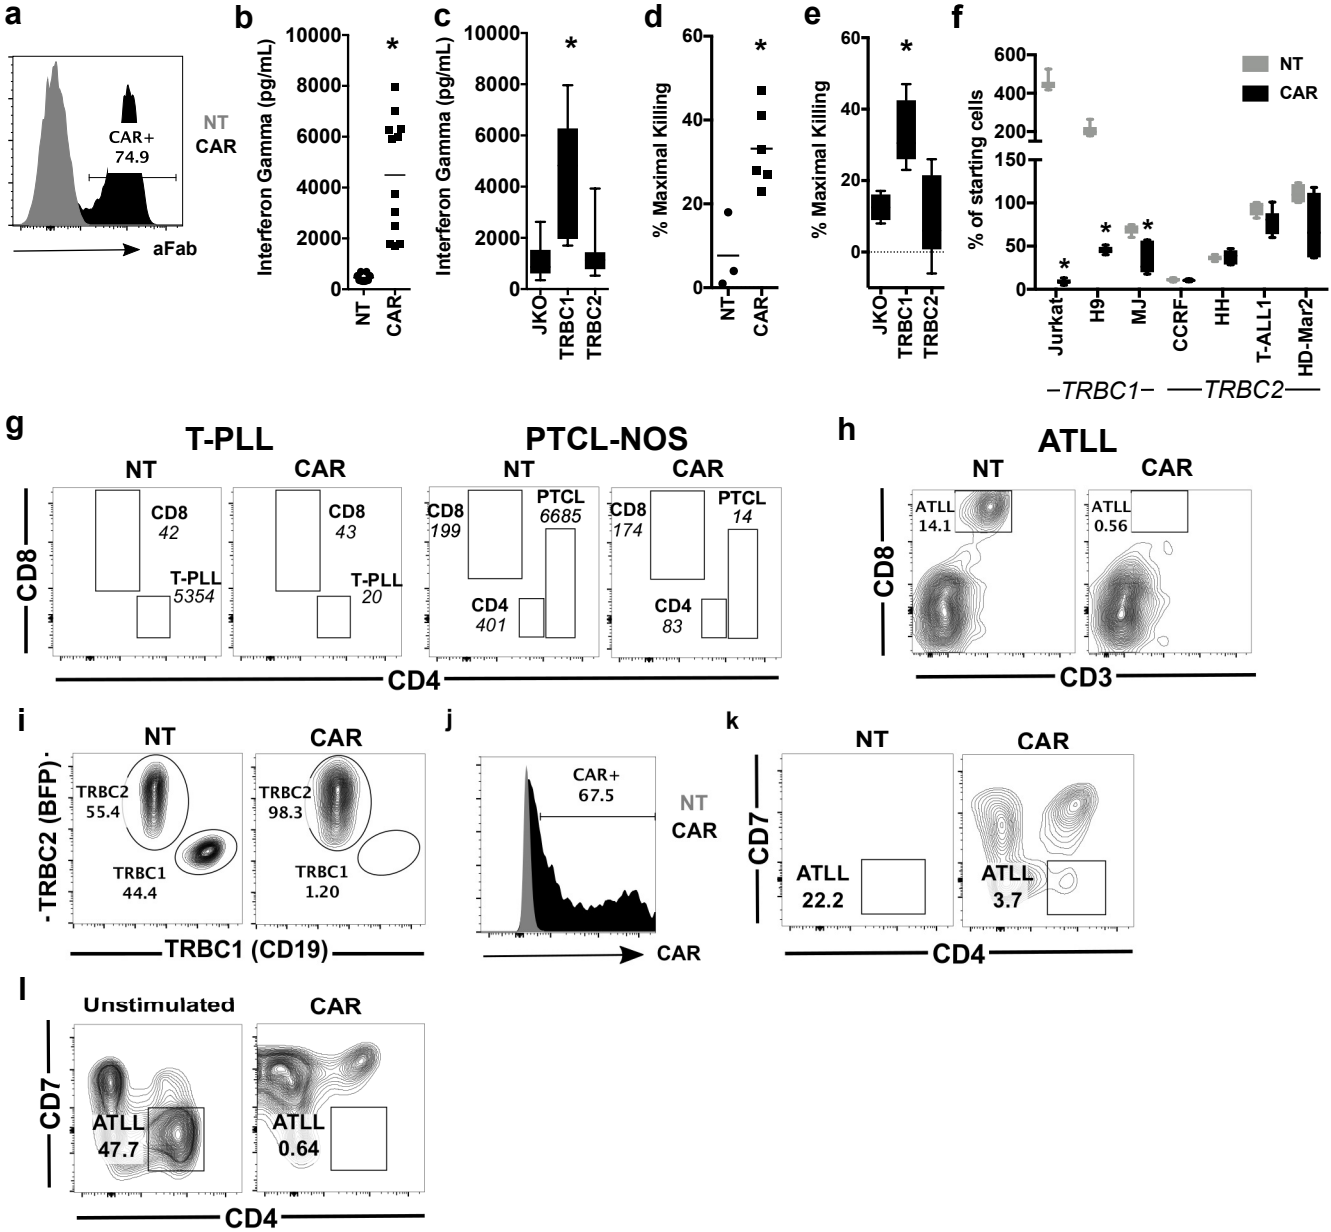 a
CAR+
74.9
NT
CAR
aFab
b
Interferon Gamma (pg/mL)
10000
8000
6000
4000
2000
0
*
NT
CAR
c
Interferon Gamma (pg/mL)
10000
8000
6000
4000
2000
0
*
JKO
TRBC1
TRBC2
d
% Maximal Killing
60
40
20
0
*
NT
CAR
e
% Maximal Killing
60
40
20
0
*
JKO
TRBC1
TRBC2
f
% of starting cells
600
400
200
150
100
50
0
NT
CAR
*
*
*
Jurkat
H9
MJ
CCRF
HH
T-ALL1
HD-Mar2
TRBC1
TRBC2
g
T-PLL
PTCL-NOS
NT
CAR
NT
CAR
CD8
CD8
42
T-PLL
5354
CD8
43
T-PLL
20
CD8
199
PTCL
6685
CD4
401
CD8
174
PTCL
14
CD4
83
CD4
h
ATLL
NT
CAR
CD8
ATLL
14.1
ATLL
0.56
CD3
i
NT
CAR
TRBC2 (BFP)
TRBC2
55.4
TRBC1
44.4
TRBC2
98.3
TRBC1
1.20
TRBC1 (CD19)
j
CAR+
67.5
NT
CAR
CAR
k
NT
CAR
CD7
ATLL
22.2
ATLL
3.7
CD4
l
Unstimulated
CAR
CD7
ATLL
47.7
ATLL
0.64
CD4